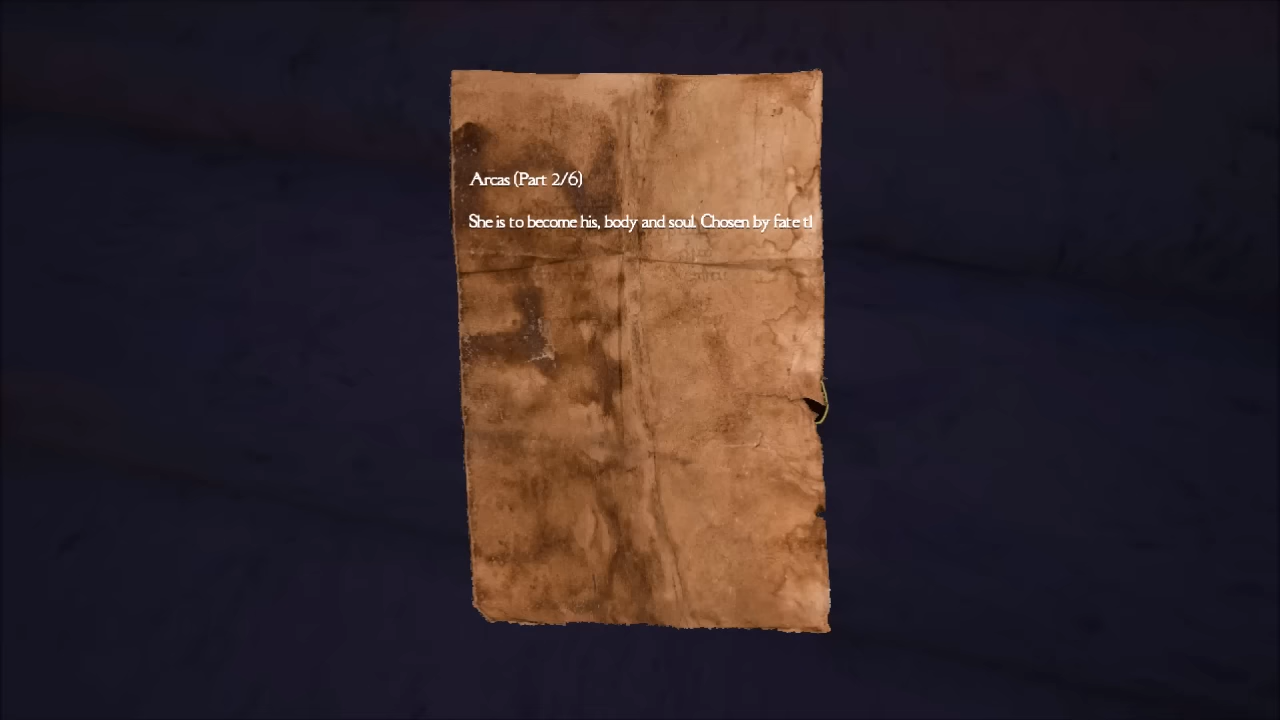 Arcas (Part 2/6)
She is to become his, body and soul. Chosen by fate